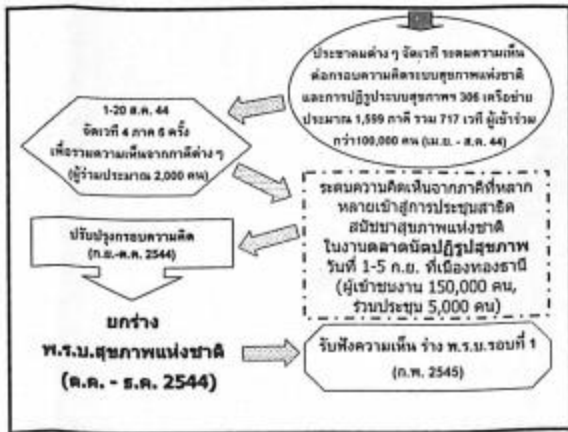 ประชาคมต่าง ๆ จัดเวที ระดมความเห็น
ต่อกรอบความคิดระบบสุขภาพแห่งชาติ
และการปฏิรูประบบสุขภาพฯ 306 เครือข่าย
ประมาณ 1,599 ภาคี รวม 717 เวที ผู้เข้าร่วม
กว่า100,000 คน (เม.ย. - ส.ค. 44)
1-20 ส.ค. 44
จัดเวที 4 ภาค 6 ครั้ง
เพื่อรวมความเห็นจากภาคีต่าง ๆ
(ผู้ร่วมประมาณ 2,000 คน)
ระดมความคิดเห็นจากภาคีที่หลาก
หลายเข้าสู่การประชุมสาธิต
สมัชชาสุขภาพแห่งชาติ
ในงานตลาดนัดปฏิรูปสุขภาพ
วันที่ 1-5 ก.ย. ที่เมืองทองธานี
(ผู้เข้าชมงาน 150,000 คน,
ร่วมประชุม 5,000 คน)
ปรับปรุงกรอบความคิด
(ก.ย.-ต.ค. 2544)
ยกร่าง
พ.ร.บ.สุขภาพแห่งชาติ
(ต.ค. - ธ.ค. 2544)
รับฟังความเห็น ร่าง พ.ร.บ.รอบที่ 1
(ก.พ. 2545)